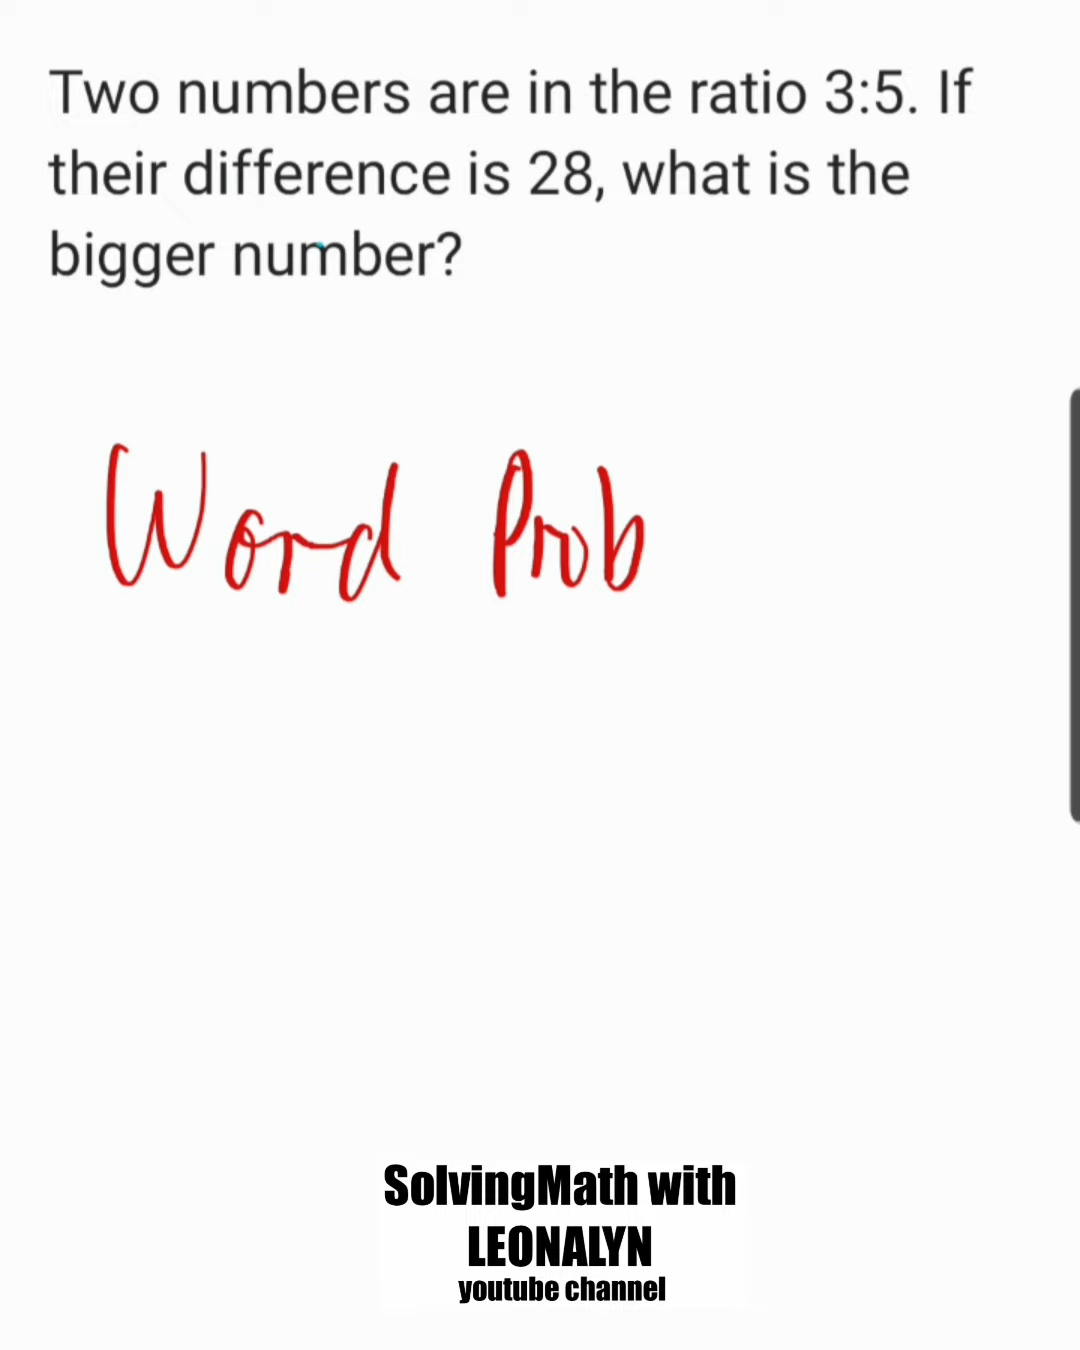 Two numbers are in the ratio 3:5. If
their difference is 28, what is the
bigger number?
Word Prob
SolvingMath with
LEONALYN
youtube channel